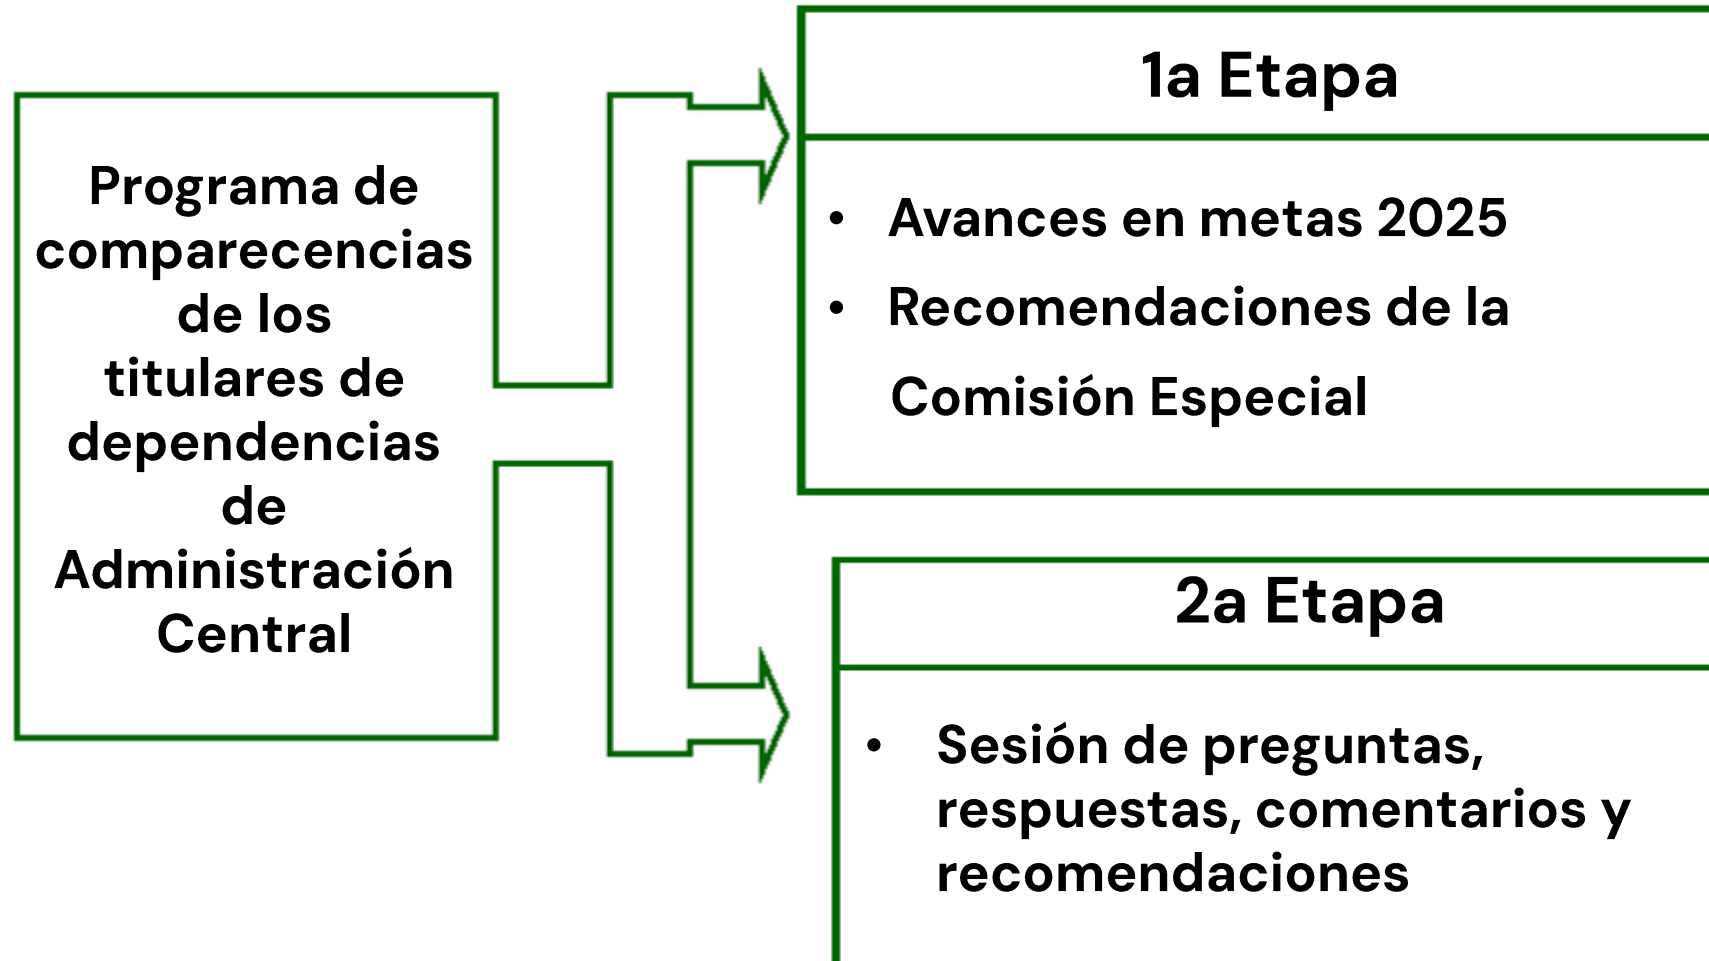 Programa de
comparecencias
de los
titulares de
dependencias
de
Administración
Central
1a Etapa
• Avances en metas 2025
• Recomendaciones de la
Comisión Especial
2a Etapa
• Sesión de preguntas,
respuestas, comentarios y
recomendaciones